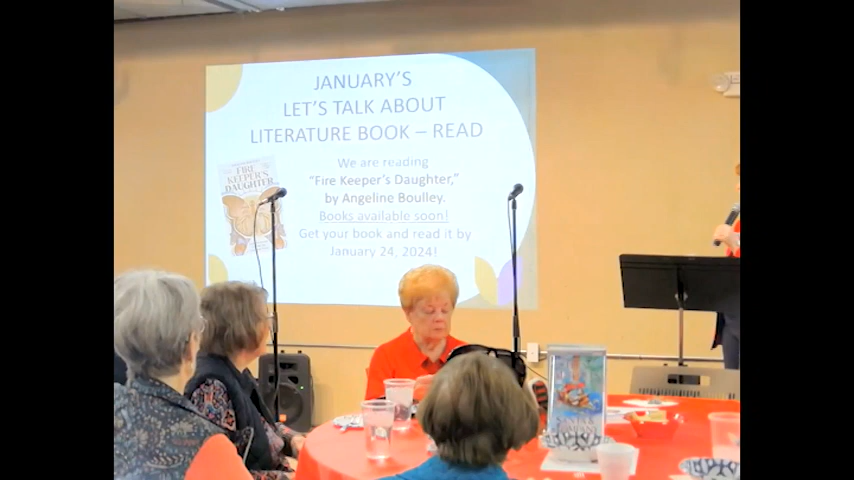 JANUARY'S
LET'S TALK ABOUT
LITERATURE BOOK – READ
We are reading
"Fire Keeper's Daughter,"
by Angeline Boulley.
Books available soon!
Get your book and read it by
January 24, 2024!
FIRE
KEEPER'S
DAUGHTER